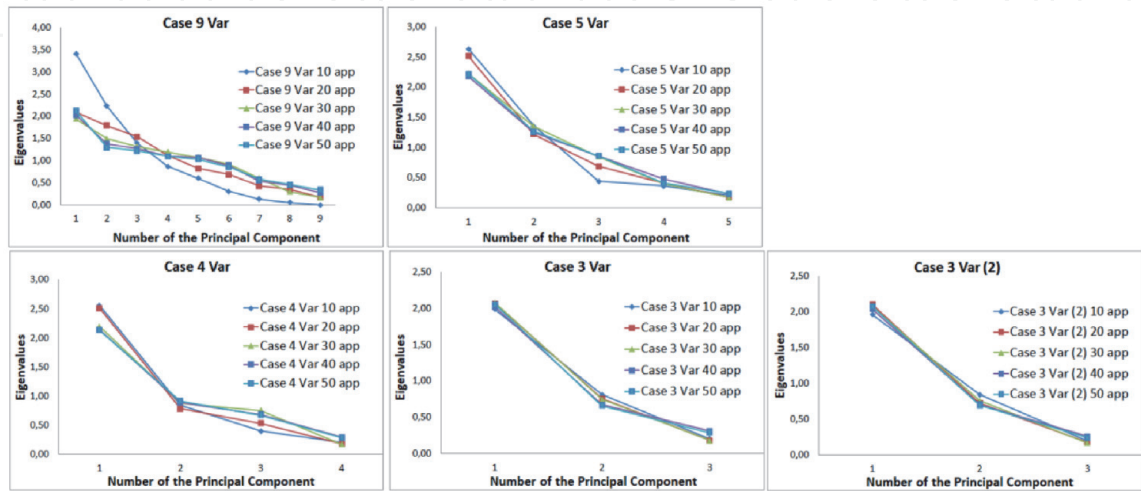 Case 9 Var
4,00
3,50
3,00
2,50
2,00
1,50
1,00
0,50
0,00
Eigenvalues
Case 9 Var 10 app
Case 9 Var 20 app
Case 9 Var 30 app
Case 9 Var 40 app
Case 9 Var 50 app
1 2 3 4 5 6 7 8 9
Number of the Principal Component
Case 5 Var
3,00
2,50
2,00
1,50
1,00
0,50
0,00
Eigenvalues
Case 5 Var 10 app
Case 5 Var 20 app
Case 5 Var 30 app
Case 5 Var 40 app
Case 5 Var 50 app
1 2 3 4 5
Number of the Principal Component
Case 4 Var
3,00
2,50
2,00
1,50
1,00
0,50
0,00
Eigenvalues
Case 4 Var 10 app
Case 4 Var 20 app
Case 4 Var 30 app
Case 4 Var 40 app
Case 4 Var 50 app
1 2 3 4
Number of the Principal Component
Case 3 Var
2,50
2,00
1,50
1,00
0,50
0,00
Eigenvalues
Case 3 Var 10 app
Case 3 Var 20 app
Case 3 Var 30 app
Case 3 Var 40 app
Case 3 Var 50 app
1 2 3
Number of the Principal Component
Case 3 Var (2)
2,50
2,00
1,50
1,00
0,50
0,00
Eigenvalues
Case 3 Var (2) 10 app
Case 3 Var (2) 20 app
Case 3 Var (2) 30 app
Case 3 Var (2) 40 app
Case 3 Var (2) 50 app
1 2 3
Number of the Principal Component